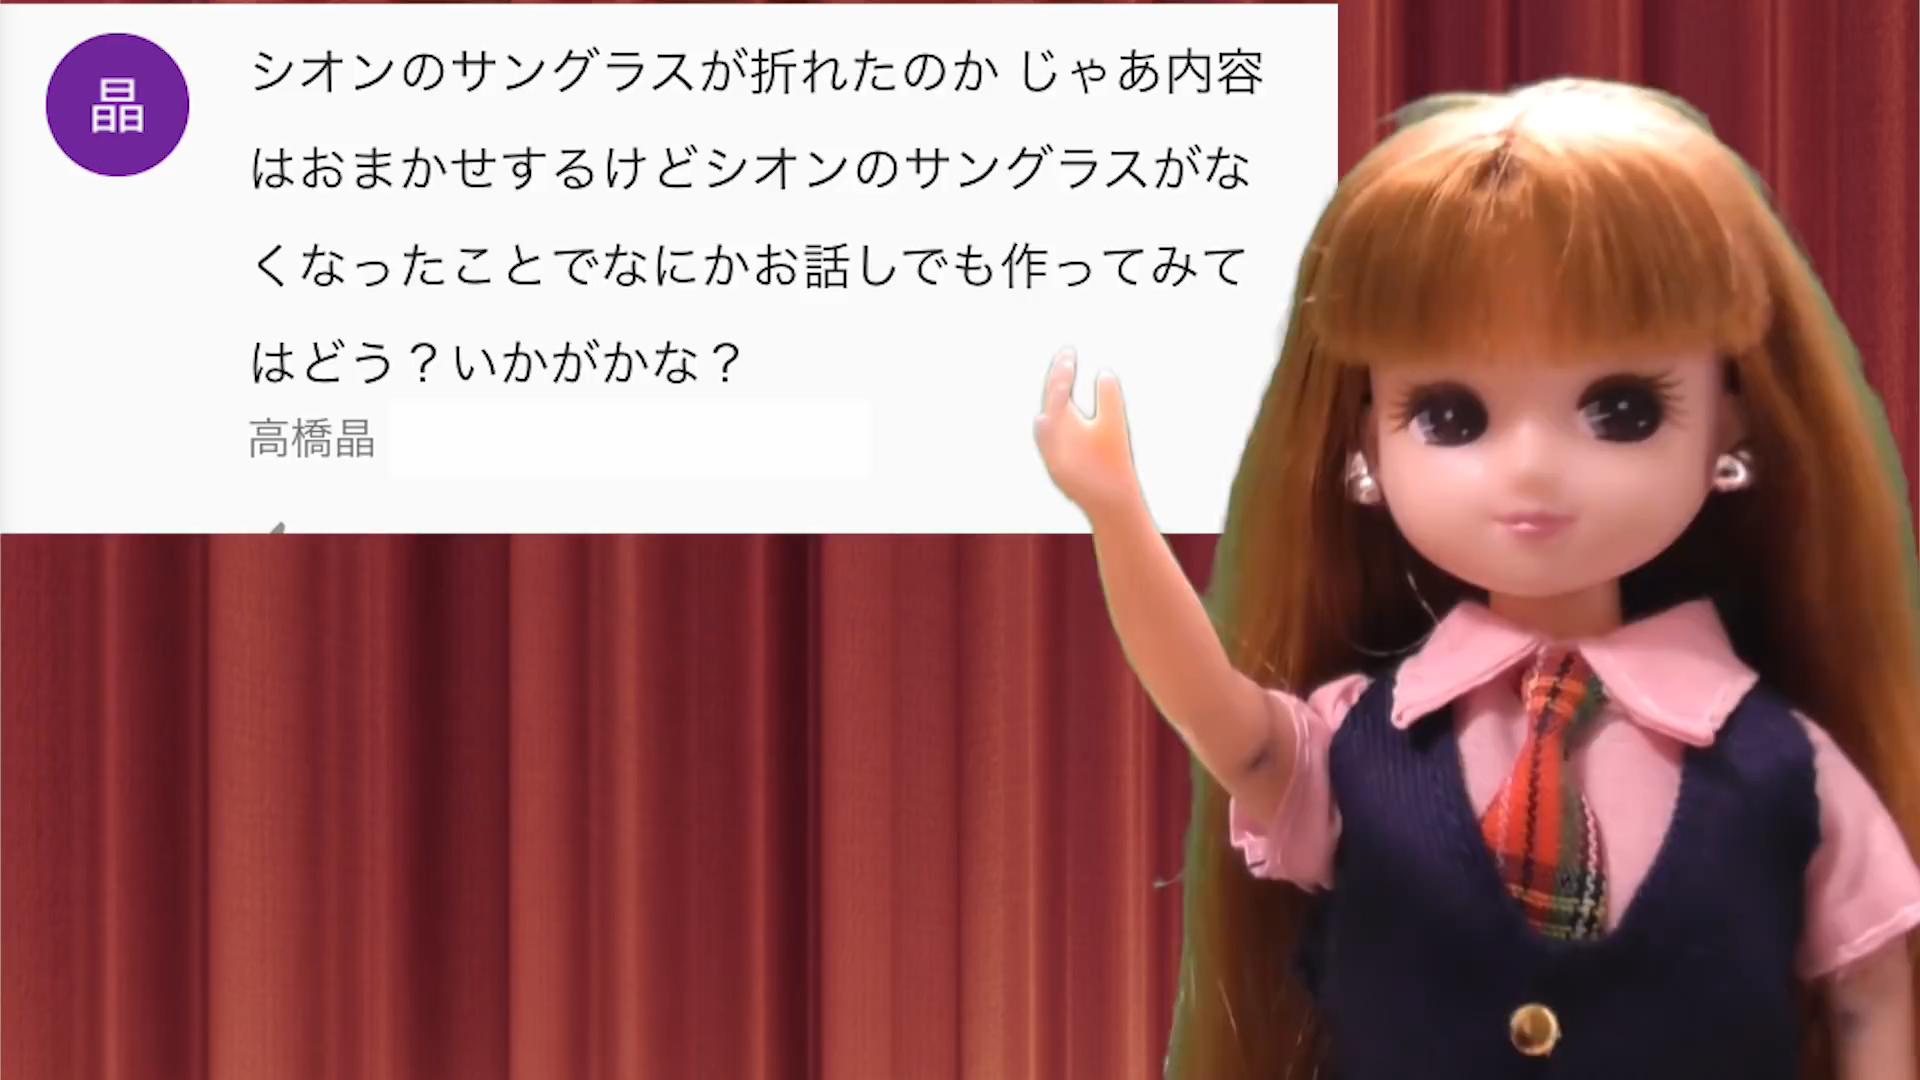 晶
シオンのサングラスが折れたのか じゃあ内容
はおまかせするけどシオンのサングラスがな
くなったことでなにかお話しでも作ってみて
はどう？いかがかな？
高橋晶